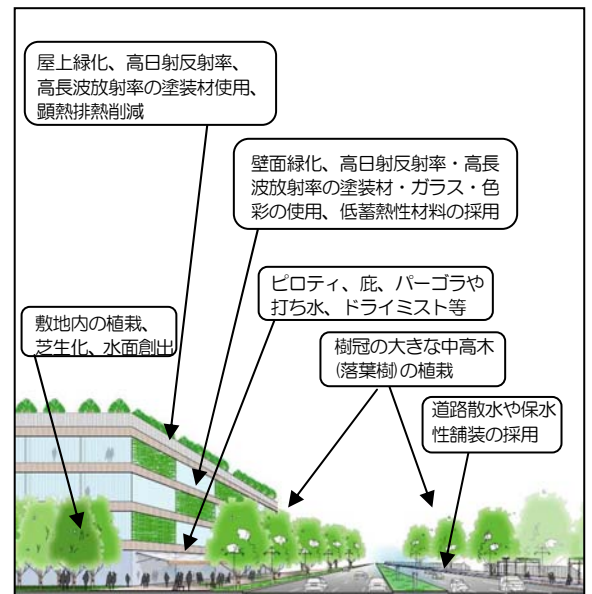 屋上緑化、高日射反射率、
高長波放射率の塗装材使用、
顕熱排熱削減
壁面緑化、高日射反射率・高長
波放射率の塗装材・ガラス・色
彩の使用、低蓄熱性材料の採用
ピロティ、庇、パーゴラや
打ち水、ドライミスト等
敷地内の植栽、
芝生化、水面創出
樹冠の大きな中高木
(落葉樹)の植栽
道路散水や保水
性舗装の採用